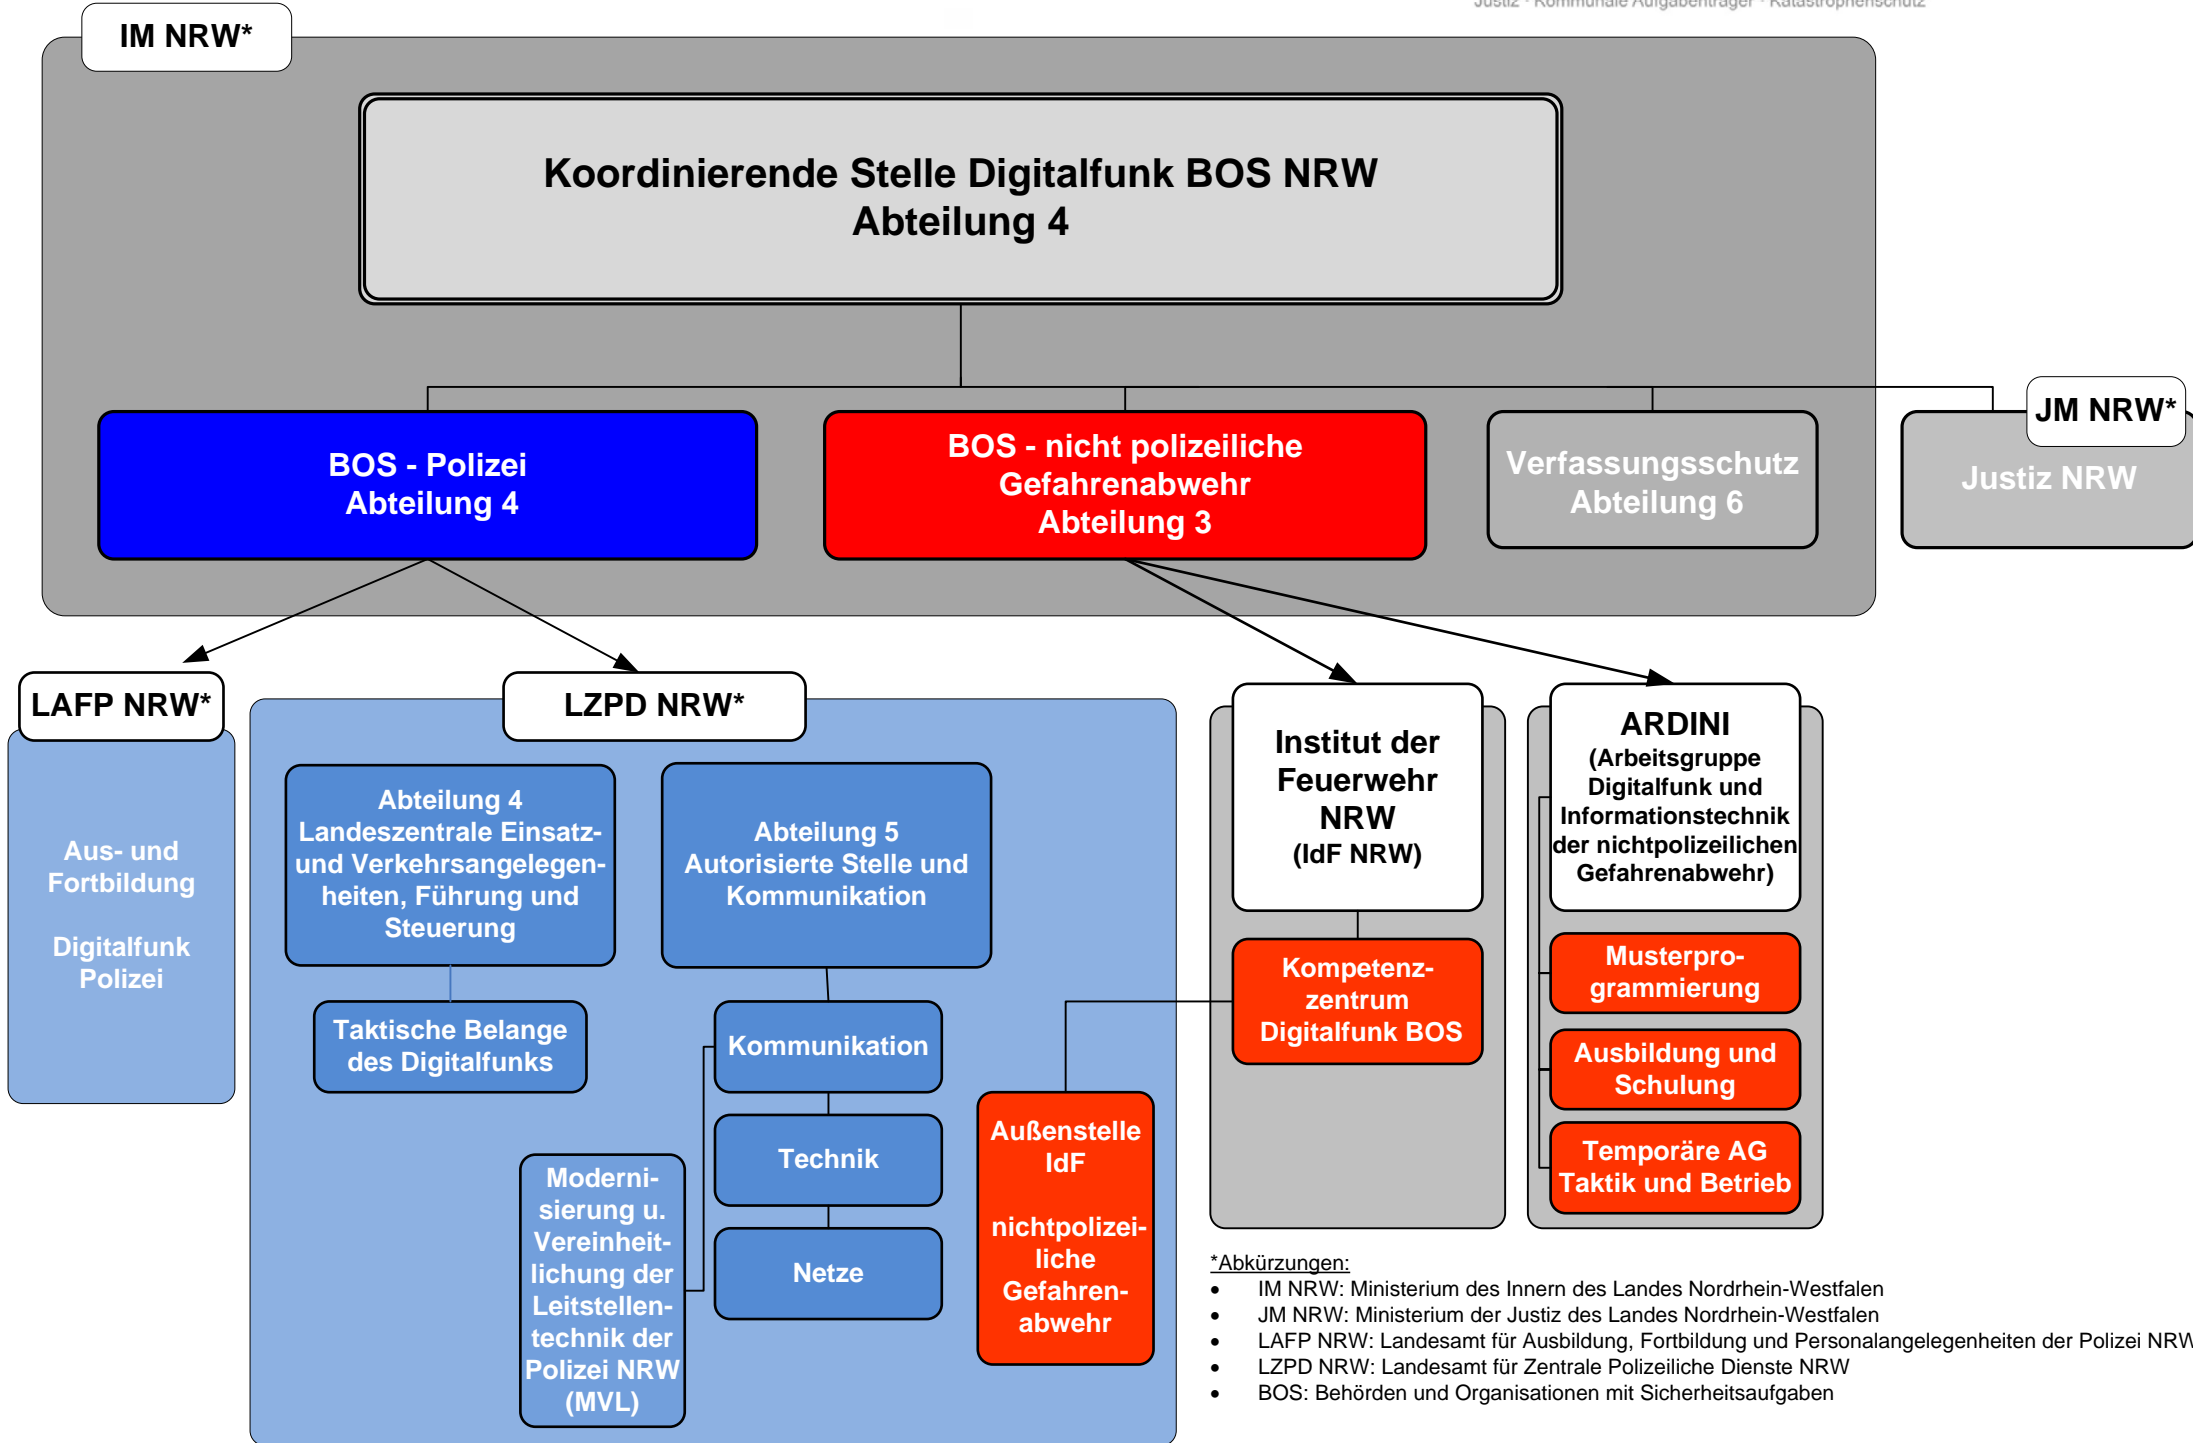 Justiz · Kommunale Aufgabenträger · Katastrophenschutz
IM NRW*
Koordinierende Stelle Digitalfunk BOS NRW
Abteilung 4
BOS - Polizei
Abteilung 4
BOS - nicht polizeiliche
Gefahrenabwehr
Abteilung 3
Verfassungsschutz
Abteilung 6
JM NRW*
Justiz NRW
LAFP NRW*
Aus- und
Fortbildung
Digitalfunk
Polizei
LZPD NRW*
Abteilung 4
Landeszentrale Einsatz-
und Verkehrsangelegen-
heiten, Führung und
Steuerung
Taktische Belange
des Digitalfunks
Abteilung 5
Autorisierte Stelle und
Kommunikation
Kommunikation
Technik
Netze
Moderni-
sierung u.
Vereinheit-
lichung der
Leitstellen-
technik der
Polizei NRW
(MVL)
Außenstelle
IdF
nichtpolizei-
liche
Gefahren-
abwehr
Institut der
Feuerwehr
NRW
(IdF NRW)
Kompetenz-
zentrum
Digitalfunk BOS
ARDINI
(Arbeitsgruppe
Digitalfunk und
Informationstechnik
der nichtpolizeilichen
Gefahrenabwehr)
Musterpro-
grammierung
Ausbildung und
Schulung
Temporäre AG
Taktik und Betrieb
*Abkürzungen:
• IM NRW: Ministerium des Innern des Landes Nordrhein-Westfalen
• JM NRW: Ministerium der Justiz des Landes Nordrhein-Westfalen
• LAFP NRW: Landesamt für Ausbildung, Fortbildung und Personalangelegenheiten der Polizei NRW
• LZPD NRW: Landesamt für Zentrale Polizeiliche Dienste NRW
• BOS: Behörden und Organisationen mit Sicherheitsaufgaben